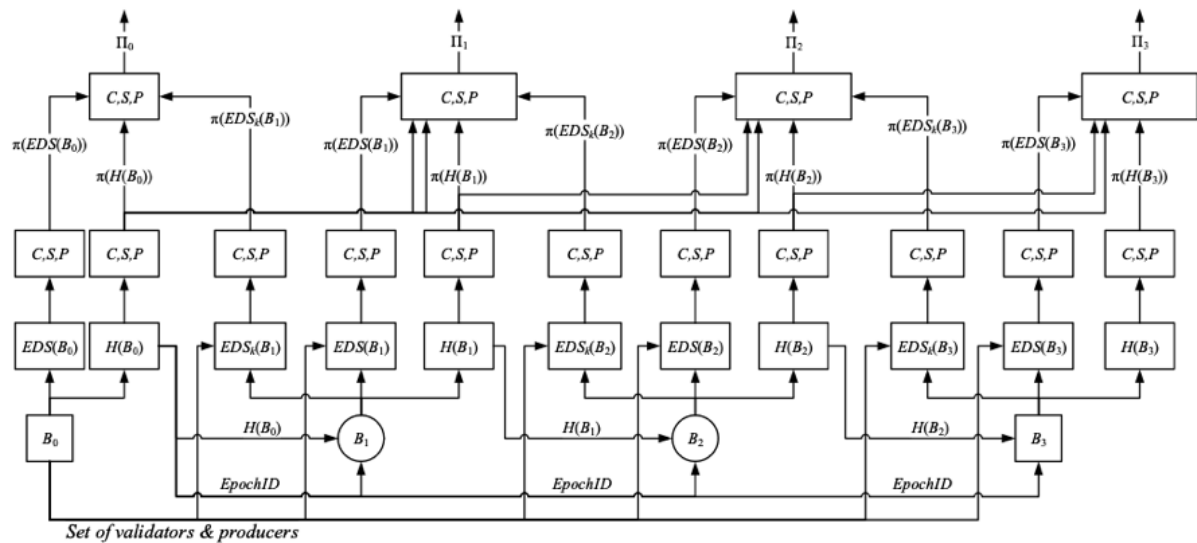 Π₀ Π₁ Π₂ Π₃
C,S,P C,S,P C,S,P C,S,P
π(EDSₖ(B₁)) π(EDSₖ(B₂)) π(EDSₖ(B₃))
π(EDS(B₀)) π(EDS(B₁)) π(EDS(B₂)) π(EDS(B₃))
π(H(B₀)) π(H(B₁)) π(H(B₂)) π(H(B₃))
C,S,P C,S,P C,S,P C,S,P C,S,P C,S,P C,S,P C,S,P C,S,P C,S,P C,S,P
EDS(B₀) H(B₀) EDSₖ(B₁) EDS(B₁) H(B₁) EDSₖ(B₂) EDS(B₂) H(B₂) EDSₖ(B₃) EDS(B₃) H(B₃)
B₀ H(B₀) B₁ H(B₁) B₂ H(B₂) B₃
EpochID EpochID EpochID
Set of validators & producers